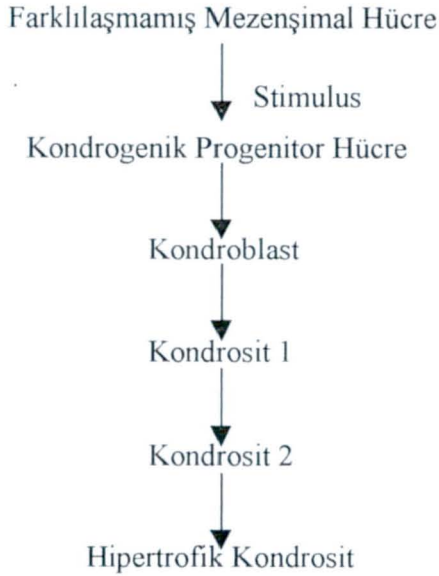 Farklılaşmamış Mezenşimal Hücre
Stimulus
Kondrogenik Progenitor Hücre
Kondroblast
Kondrosit 1
Kondrosit 2
Hipertrofik Kondrosit